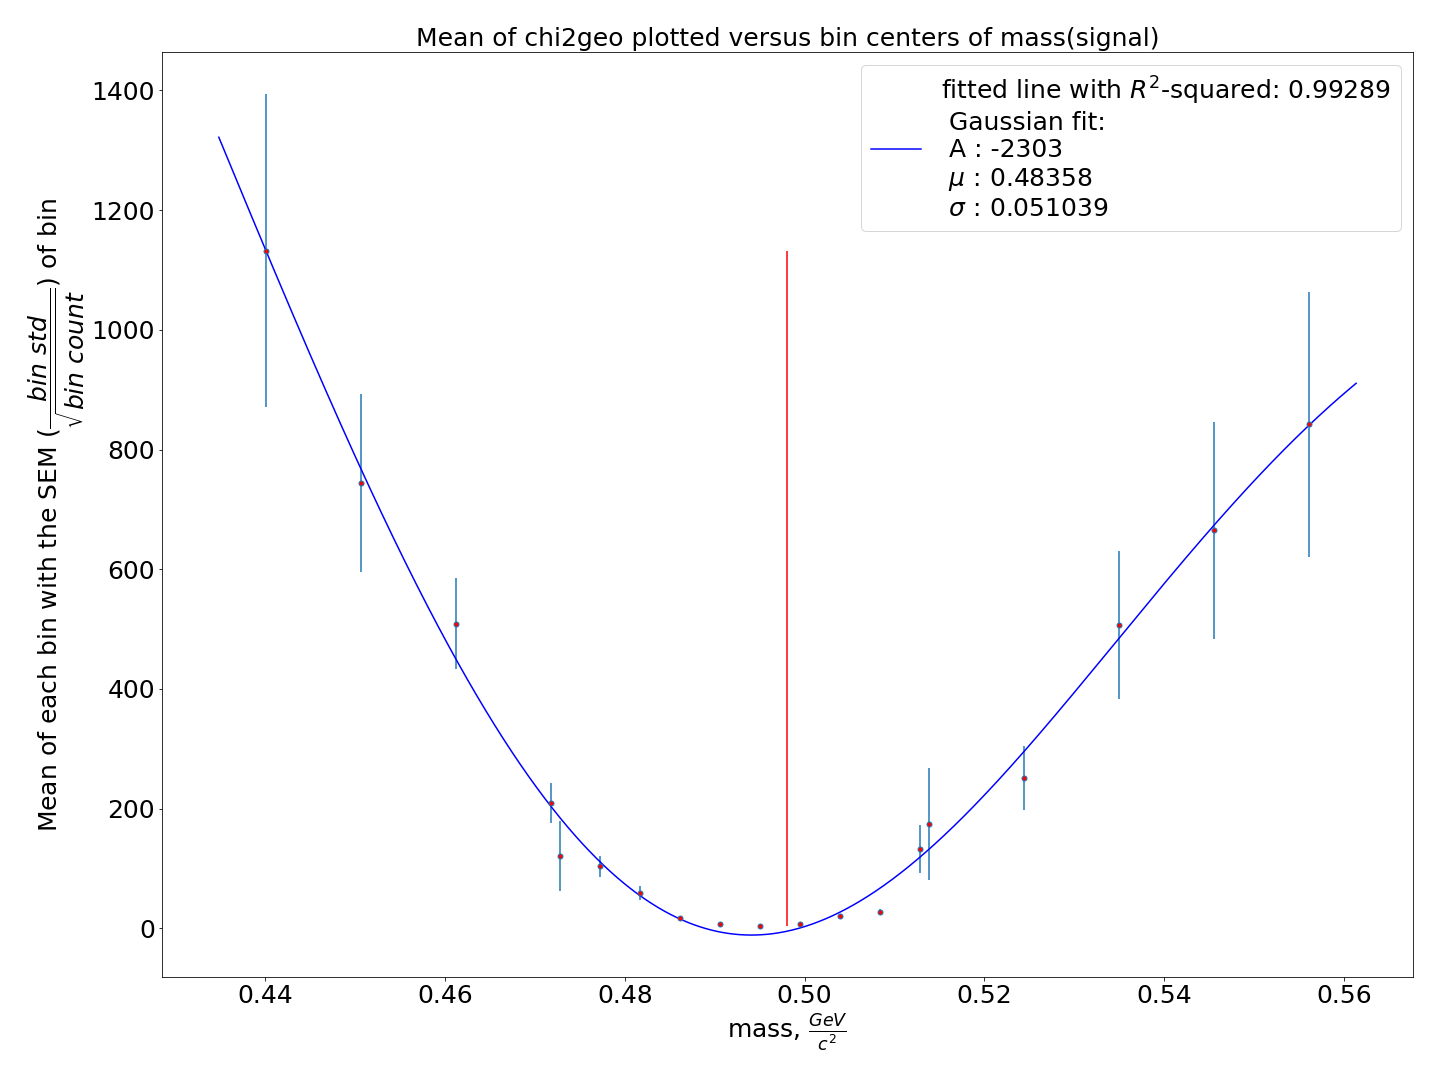 Mean of chi2geo plotted versus bin centers of mass(signal)
fitted line with R²-squared: 0.99289
Gaussian fit:
A : -2303
μ : 0.48358
σ : 0.051039
Mean of each bin with the SEM (bin std / √bin count) of bin
1400
1200
1000
800
600
400
200
0
0.44 0.46 0.48 0.50 0.52 0.54 0.56
mass, GeV/c²